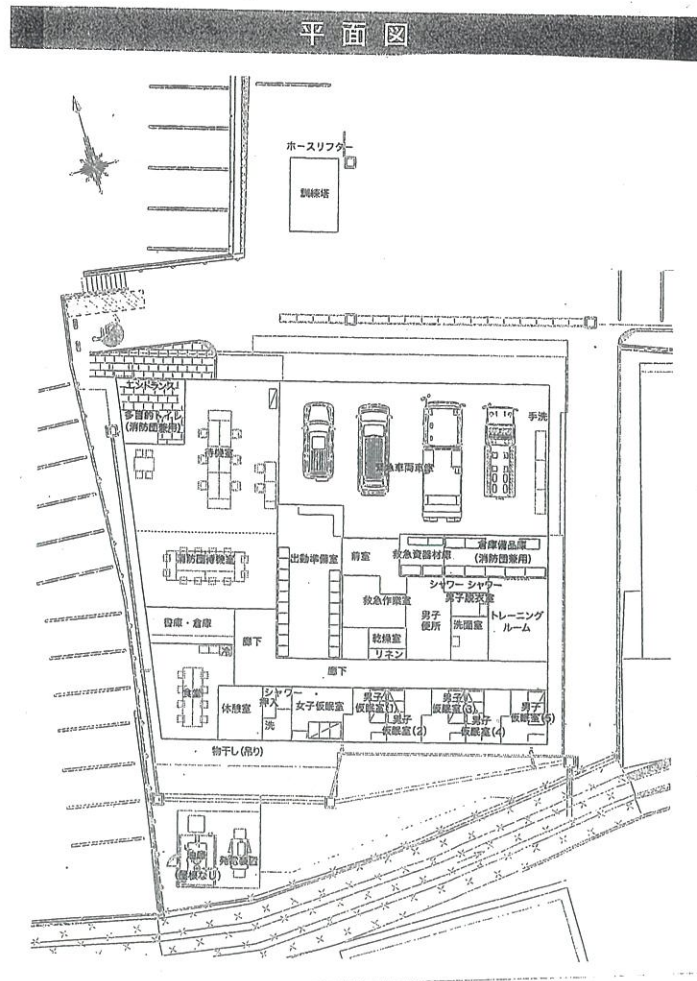 平面図
ホースリフター
訓練塔
エントランス
多目的トイレ
(消防団兼用)
待機室
緊急車両車庫
手洗
消防団待機室
出動準備室
前室
救急資器材庫
倉庫備品庫
(消防団兼用)
救急作業室
男子
便所
シャワー
シャワー
男子脱衣室
洗面室
トレーニング
ルーム
乾燥室
リネン
書庫・倉庫
廊下
冷
廊下
食堂
休憩室
シャワー・
押入
洗
女子仮眠室
男子
仮眠室(1)
男子
仮眠室(2)
男子
仮眠室(3)
男子
仮眠室(4)
男子
仮眠室(5)
物干し(吊り)
(屋根なし)
発電装置